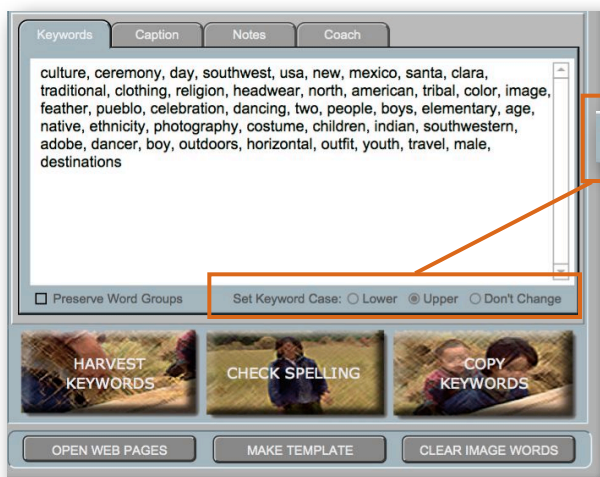 Keywords Caption Notes Coach
culture, ceremony, day, southwest, usa, new, mexico, santa, clara,
traditional, clothing, religion, headwear, north, american, tribal, color, image,
feather, pueblo, celebration, dancing, two, people, boys, elementary, age,
native, ethnicity, photography, costume, children, indian, southwestern,
adobe, dancer, boy, outdoors, horizontal, outfit, youth, travel, male,
destinations
Preserve Word Groups Set Keyword Case: Lower Upper Don't Change
HARVEST
KEYWORDS
CHECK SPELLING
COPY
KEYWORDS
OPEN WEB PAGES MAKE TEMPLATE CLEAR IMAGE WORDS